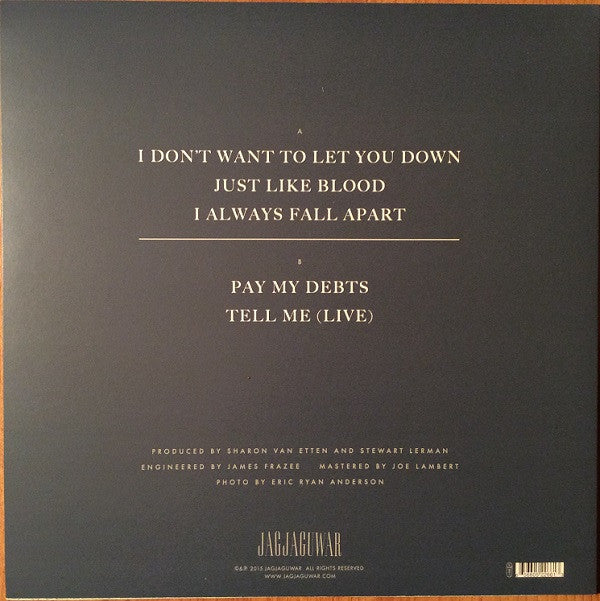 A
I DON'T WANT TO LET YOU DOWN
JUST LIKE BLOOD
I ALWAYS FALL APART
B
PAY MY DEBTS
TELL ME (LIVE)
PRODUCED BY SHARON VAN ETTEN AND STEWART LERMAN
ENGINEERED BY JAMES FRAZEE MASTERED BY JOE LAMBERT
PHOTO BY ERIC RYAN ANDERSON
JAGJAGUWAR
©&℗ 2015 JAGJAGUWAR ALL RIGHTS RESERVED
WWW.JAGJAGUWAR.COM